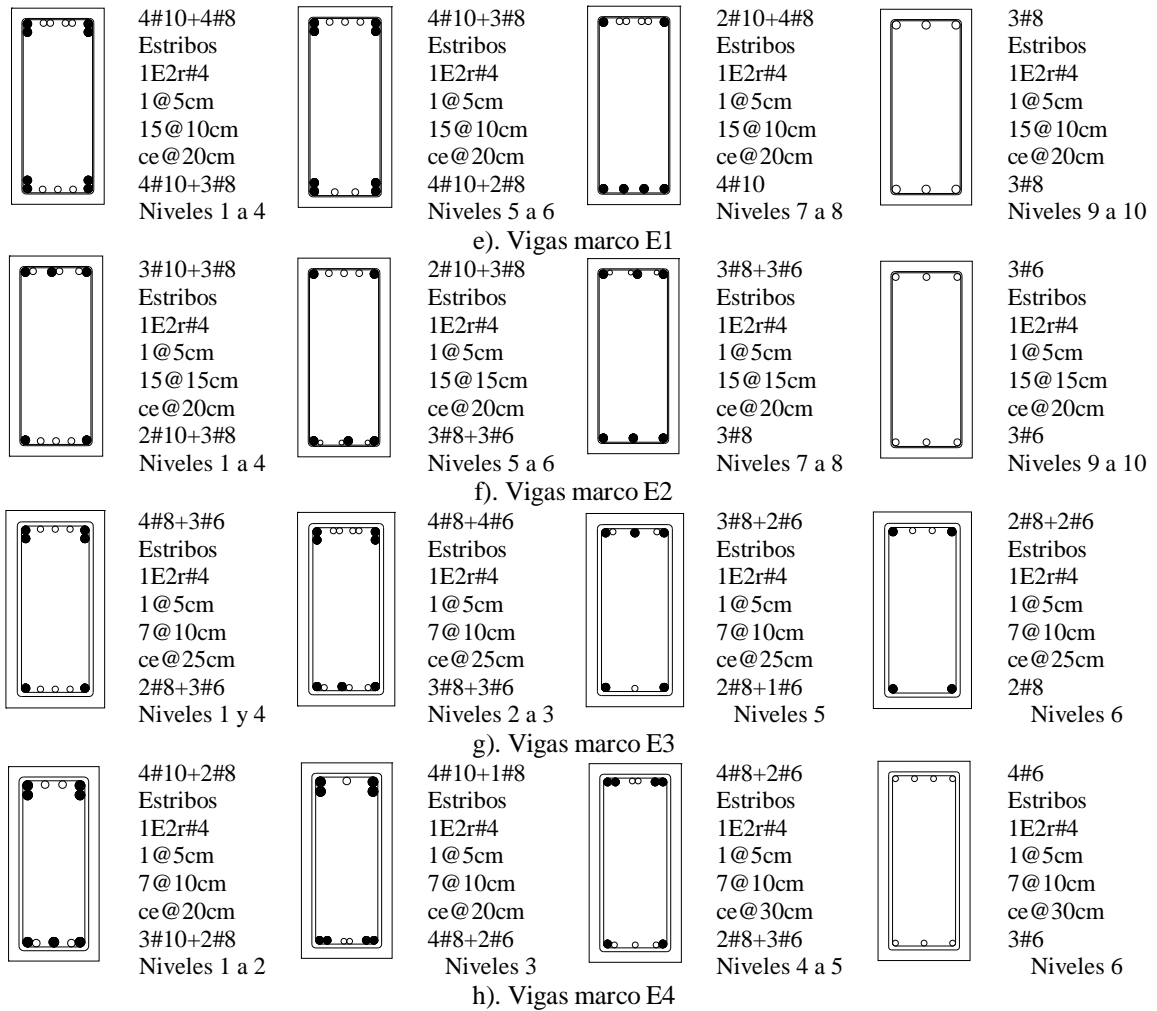 4#10+4#8
Estribos
1E2r#4
1@5cm
15@10cm
ce@20cm
4#10+3#8
Niveles 1 a 4
4#10+3#8
Estribos
1E2r#4
1@5cm
15@10cm
ce@20cm
4#10+2#8
Niveles 5 a 6
2#10+4#8
Estribos
1E2r#4
1@5cm
15@10cm
ce@20cm
4#10
Niveles 7 a 8
3#8
Estribos
1E2r#4
1@5cm
15@10cm
ce@20cm
3#8
Niveles 9 a 10
e). Vigas marco E1
3#10+3#8
Estribos
1E2r#4
1@5cm
15@15cm
ce@20cm
2#10+3#8
Niveles 1 a 4
2#10+3#8
Estribos
1E2r#4
1@5cm
15@15cm
ce@20cm
3#8+3#6
Niveles 5 a 6
3#8+3#6
Estribos
1E2r#4
1@5cm
15@15cm
ce@20cm
3#8
Niveles 7 a 8
3#6
Estribos
1E2r#4
1@5cm
15@15cm
ce@20cm
3#6
Niveles 9 a 10
f). Vigas marco E2
4#8+3#6
Estribos
1E2r#4
1@5cm
7@10cm
ce@25cm
2#8+3#6
Niveles 1 y 4
4#8+4#6
Estribos
1E2r#4
1@5cm
7@10cm
ce@25cm
3#8+3#6
Niveles 2 a 3
3#8+2#6
Estribos
1E2r#4
1@5cm
7@10cm
ce@25cm
2#8+1#6
Niveles 5
2#8+2#6
Estribos
1E2r#4
1@5cm
7@10cm
ce@25cm
2#8
Niveles 6
g). Vigas marco E3
4#10+2#8
Estribos
1E2r#4
1@5cm
7@10cm
ce@20cm
3#10+2#8
Niveles 1 a 2
4#10+1#8
Estribos
1E2r#4
1@5cm
7@10cm
ce@20cm
4#8+2#6
Niveles 3
4#8+2#6
Estribos
1E2r#4
1@5cm
7@10cm
ce@30cm
2#8+3#6
Niveles 4 a 5
4#6
Estribos
1E2r#4
1@5cm
7@10cm
ce@30cm
3#6
Niveles 6
h). Vigas marco E4